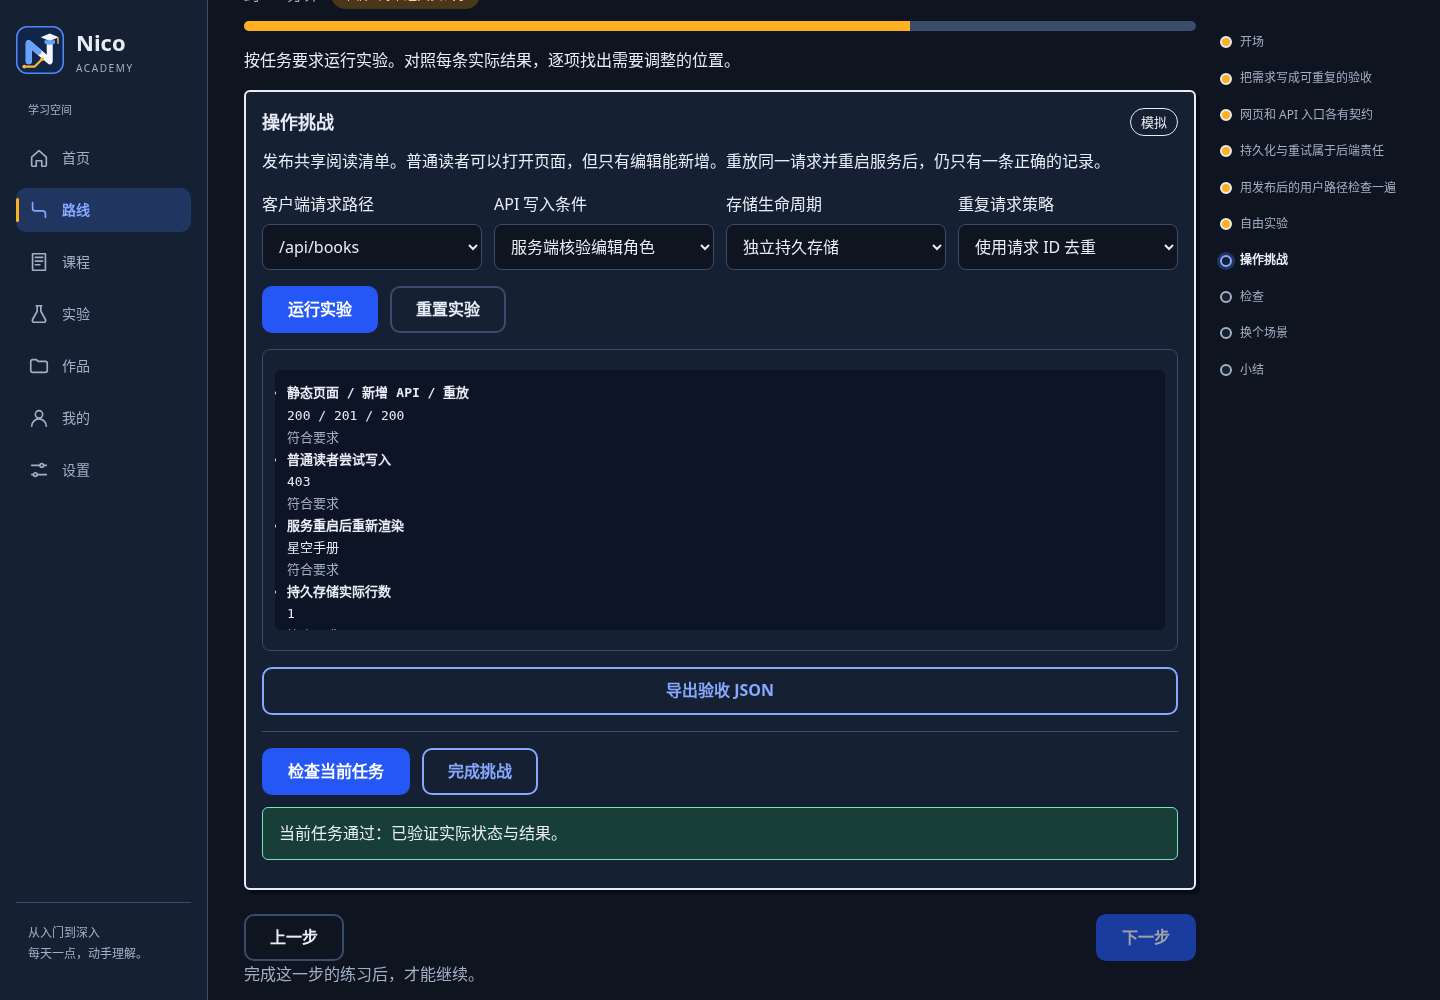 Nico
ACADEMY
学习空间
首页
路线
课程
实验
作品
我的
设置
从入门到深入
每天一点，动手理解。
按任务要求运行实验。对照每条实际结果，逐项找出需要调整的位置。
操作挑战
模拟
发布共享阅读清单。普通读者可以打开页面，但只有编辑能新增。重放同一请求并重启服务后，仍只有一条正确的记录。
客户端请求路径
API 写入条件
存储生命周期
重复请求策略
/api/books
服务端核验编辑角色
独立持久存储
使用请求 ID 去重
运行实验
重置实验
静态页面 / 新增 API / 重放
200 / 201 / 200
符合要求
普通读者尝试写入
403
符合要求
服务重启后重新渲染
星空手册
符合要求
持久存储实际行数
1
导出验收 JSON
检查当前任务
完成挑战
当前任务通过：已验证实际状态与结果。
上一步
下一步
完成这一步的练习后，才能继续。
开场
把需求写成可重复的验收
网页和 API 入口各有契约
持久化与重试属于后端责任
用发布后的用户路径检查一遍
自由实验
操作挑战
检查
换个场景
小结